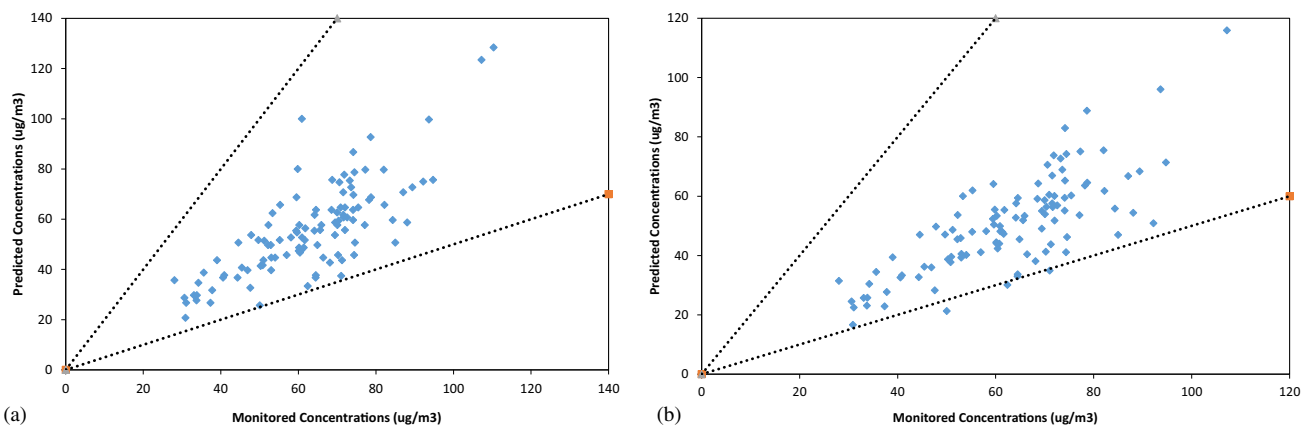 140
120
100
80
60
40
20
0
Predicted Concentrations (ug/m3)
0 20 40 60 80 100 120 140
Monitored Concentrations (ug/m3)
(a)
120
100
80
60
40
20
0
Predicted Concentrations (ug/m3)
0 20 40 60 80 100 120
Monitored Concentrations (ug/m3)
(b)